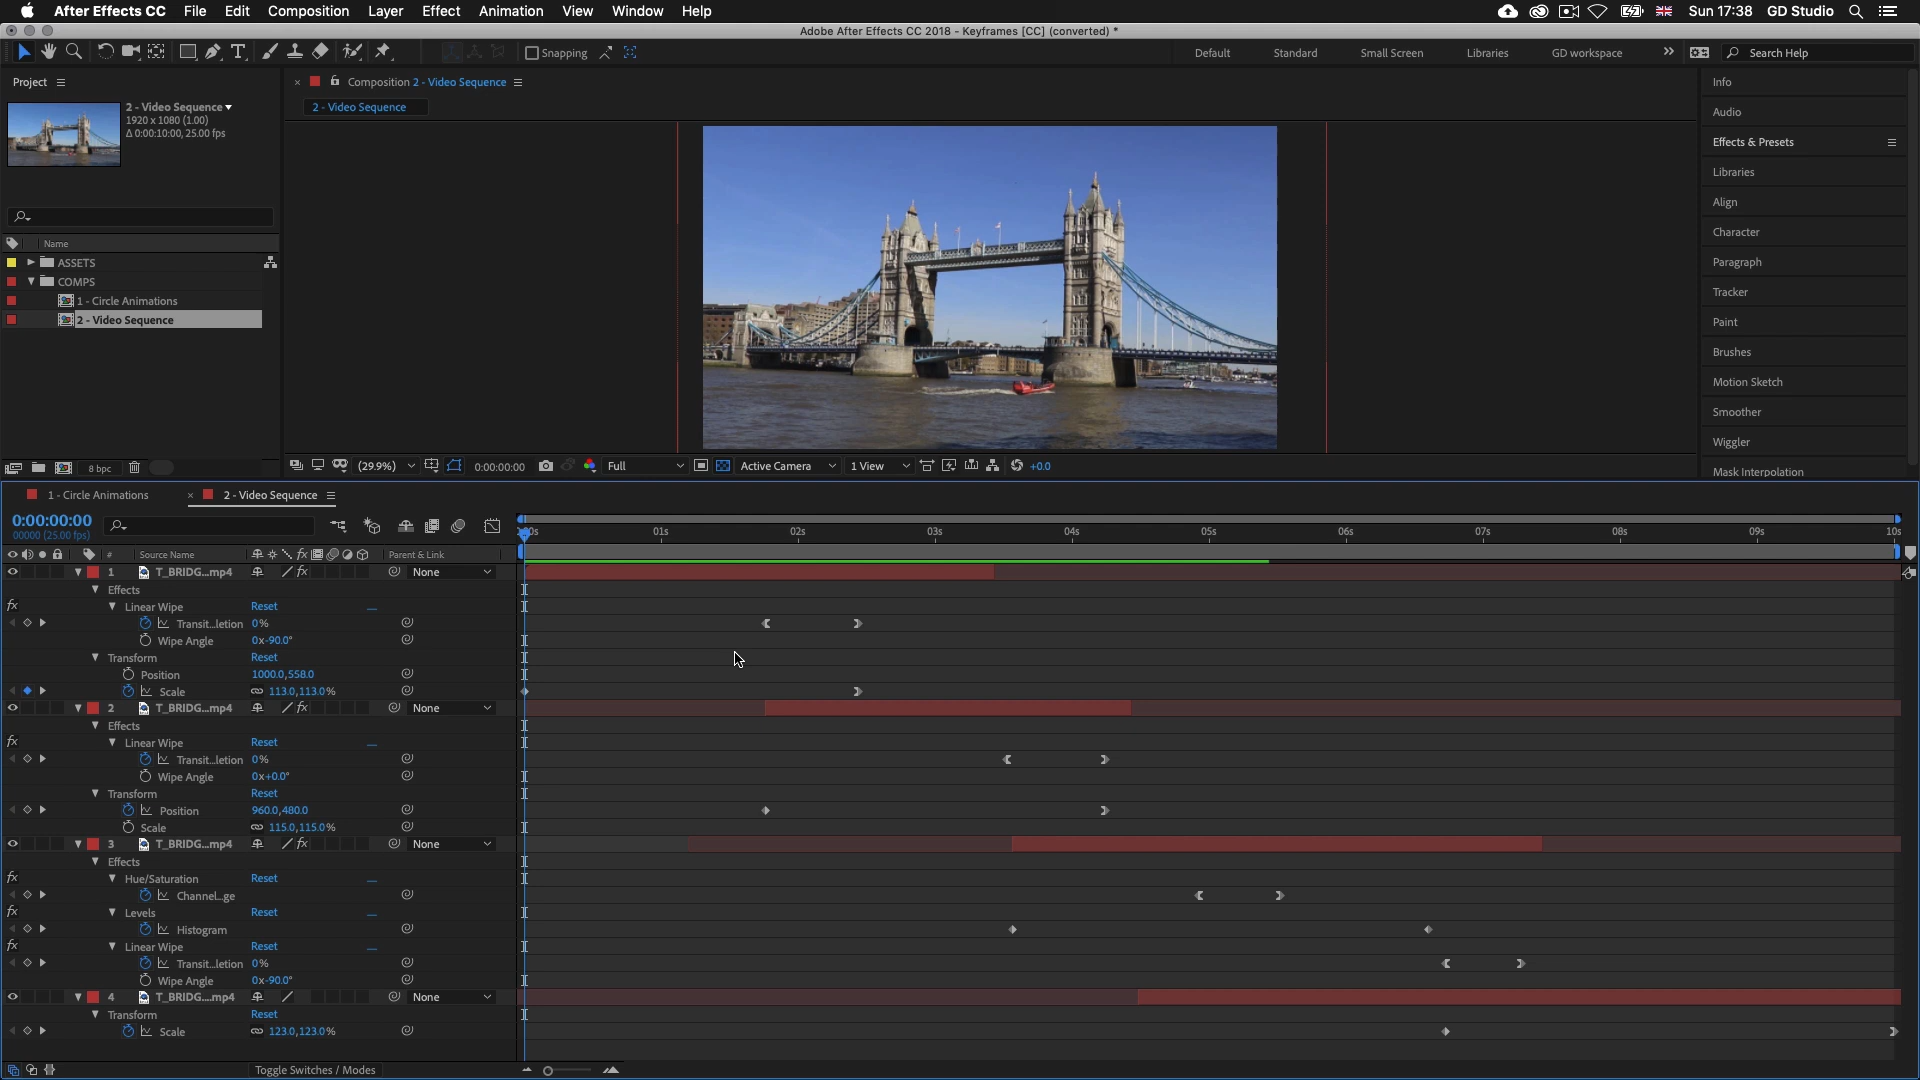 After Effects CC File Edit Composition Layer Effect Animation View Window Help Sun 17:38 GD Studio
Adobe After Effects CC 2018 - Keyframes [CC] (converted) *
Snapping Default Standard Small Screen Libraries GD workspace Search Help
Project
2 - Video Sequence
1920 x 1080 (1.00)
Δ 0:00:10:00, 25.00 fps
Name
ASSETS
COMPS
1 - Circle Animations
2 - Video Sequence
8 bpc
Composition 2 - Video Sequence
2 - Video Sequence
(29.9%) 0:00:00:00 Full Active Camera 1 View +0.0
Info
Audio
Effects & Presets
Libraries
Align
Character
Paragraph
Tracker
Paint
Brushes
Motion Sketch
Smoother
Wiggler
Mask Interpolation
1 - Circle Animations 2 - Video Sequence
0:00:00:00
00000 (25.00 fps)
01s 02s 03s 04s 05s 06s 07s 08s 09s 10s
# Source Name fx Parent & Link
1 T_BRIDG...mp4 fx None
Effects
fx Linear Wipe Reset
Transit...letion 0%
Wipe Angle 0x-90.0°
Transform Reset
Position 1000.0,558.0
Scale 113.0,113.0%
2 T_BRIDG...mp4 fx None
Effects
fx Linear Wipe Reset
Transit...letion 0%
Wipe Angle 0x+0.0°
Transform Reset
Position 960.0,480.0
Scale 115.0,115.0%
3 T_BRIDG...mp4 fx None
Effects
fx Hue/Saturation Reset
Channel...ge
fx Levels Reset
Histogram
fx Linear Wipe Reset
Transit...letion 0%
Wipe Angle 0x-90.0°
4 T_BRIDG....mp4 None
Transform Reset
Scale 123.0,123.0%
Toggle Switches / Modes